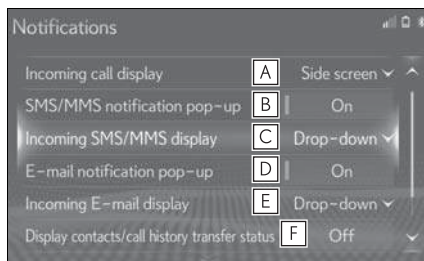 Notifications
Incoming call display A Side screen
SMS/MMS notification pop-up B On
Incoming SMS/MMS display C Drop-down
E-mail notification pop-up D On
Incoming E-mail display E Drop-down
Display contacts/call history transfer status F Off